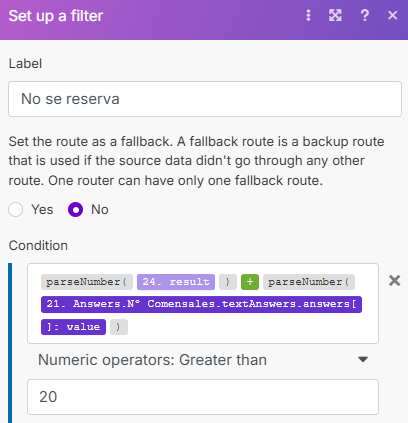 Set up a filter
Label
No se reserva
Set the route as a fallback. A fallback route is a backup route
that is used if the source data didn't go through any other
route. One router can have only one fallback route.
Yes No
Condition
parseNumber( 24. result ) + parseNumber(
21. Answers.Nº Comensales.textAnswers.answers[
]: value )
Numeric operators: Greater than
20